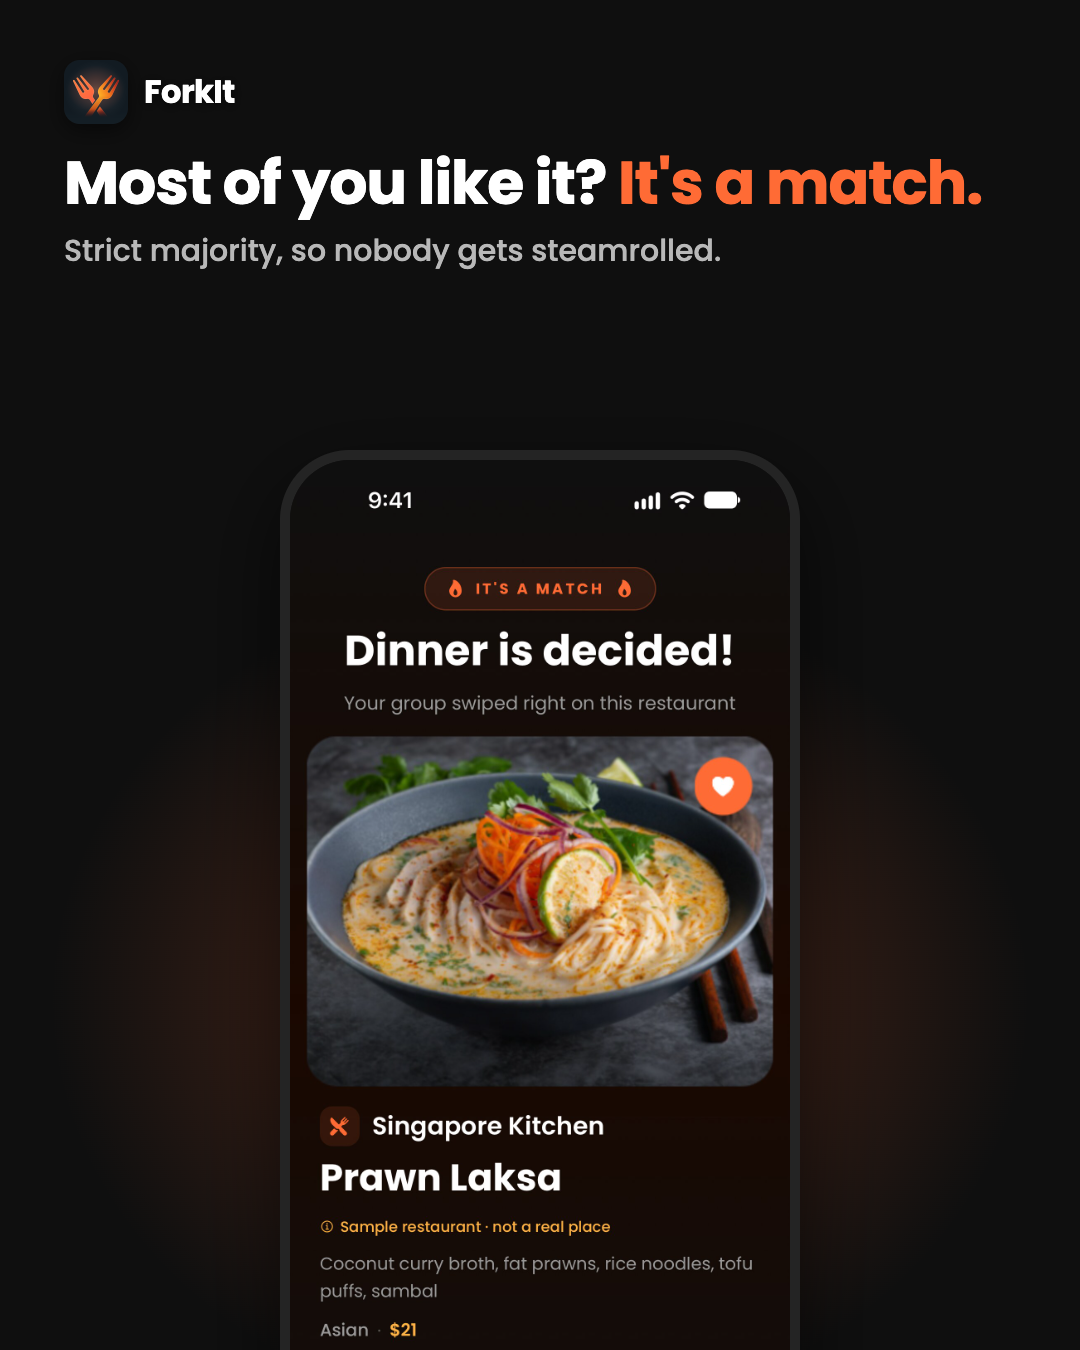 ForkIt
Most of you like it? It's a match.
Strict majority, so nobody gets steamrolled.
9:41
IT'S A MATCH
Dinner is decided!
Your group swiped right on this restaurant
Singapore Kitchen
Prawn Laksa
Sample restaurant · not a real place
Coconut curry broth, fat prawns, rice noodles, tofu
puffs, sambal
Asian · $21